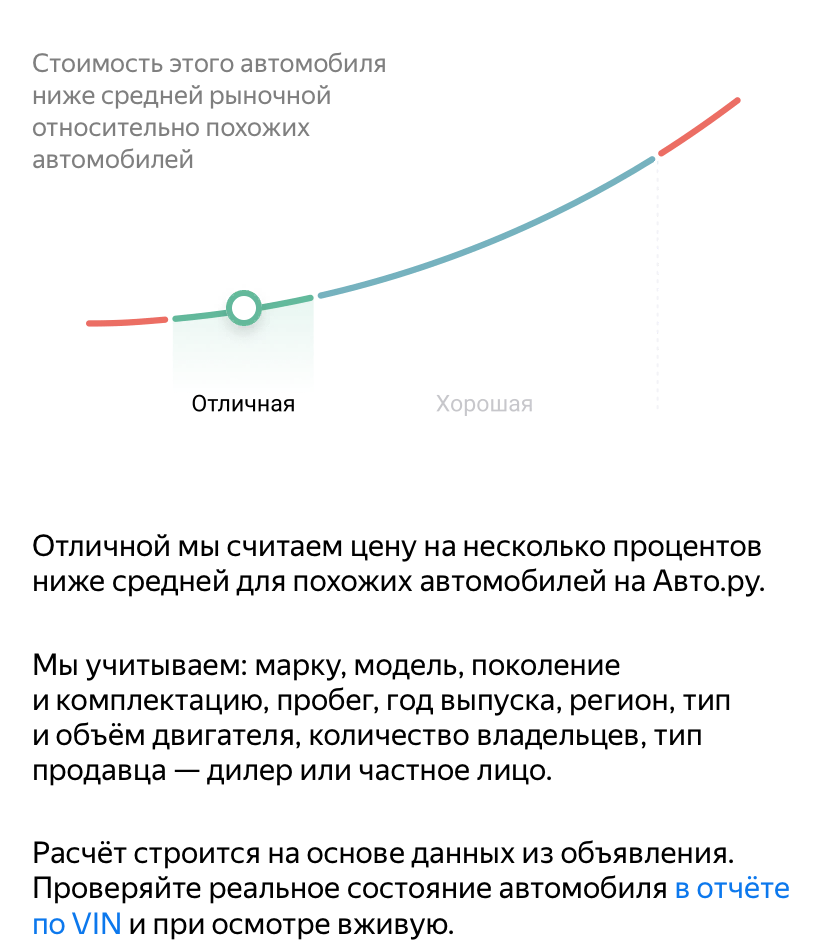 Стоимость этого автомобиля
ниже средней рыночной
относительно похожих
автомобилей
Отличная
Хорошая
Отличной мы считаем цену на несколько процентов
ниже средней для похожих автомобилей на Авто.ру.
Мы учитываем: марку, модель, поколение
и комплектацию, пробег, год выпуска, регион, тип
и объём двигателя, количество владельцев, тип
продавца — дилер или частное лицо.
Расчёт строится на основе данных из объявления.
Проверяйте реальное состояние автомобиля в отчёте
по VIN и при осмотре вживую.